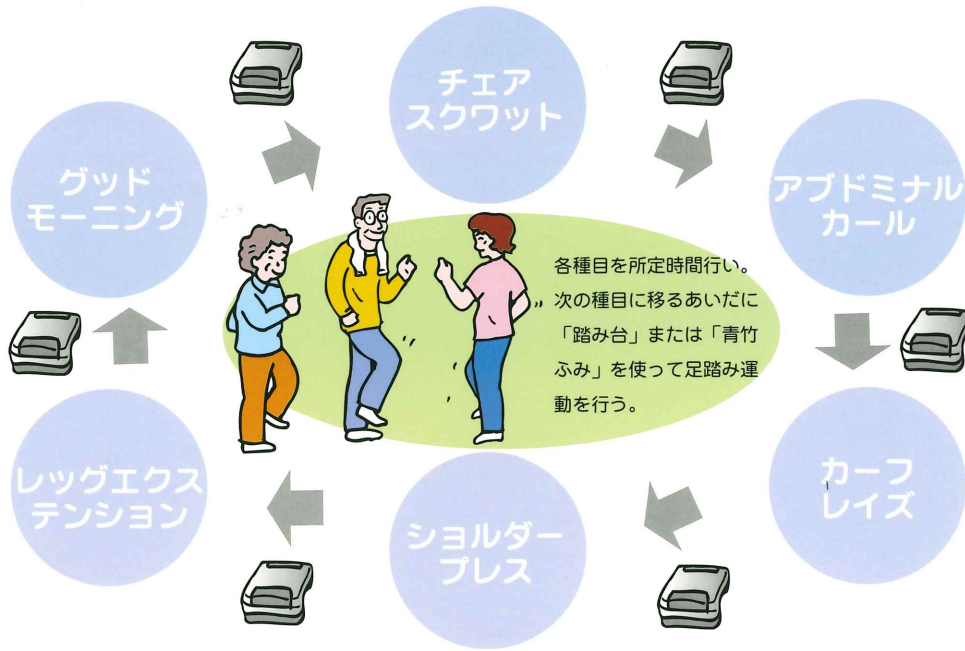 チェア
スクワット
アブドミナル
カール
カーフ
レイズ
ショルダー
プレス
レッグエクス
テンション
グッド
モーニング
各種目を所定時間行い。
次の種目に移るあいだに
「踏み台」または「青竹
ふみ」を使って足踏み運
動を行う。